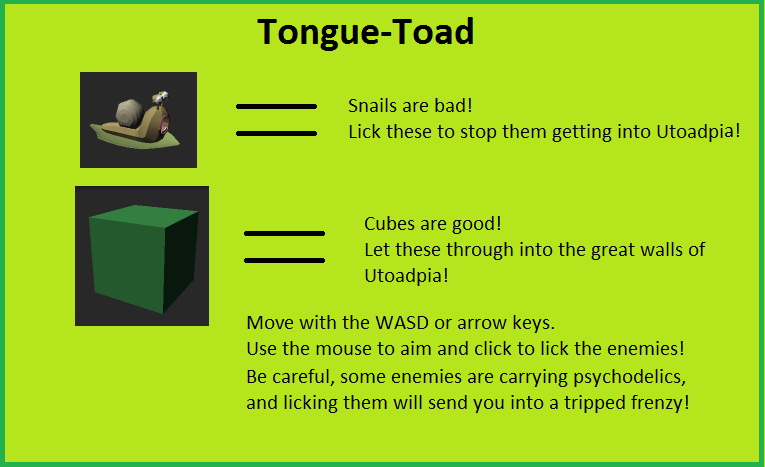 Tongue-Toad
Snails are bad!
Lick these to stop them getting into Utoadpia!
Cubes are good!
Let these through into the great walls of
Utoadpia!
Move with the WASD or arrow keys.
Use the mouse to aim and click to lick the enemies!
Be careful, some enemies are carrying psychodelics,
and licking them will send you into a tripped frenzy!